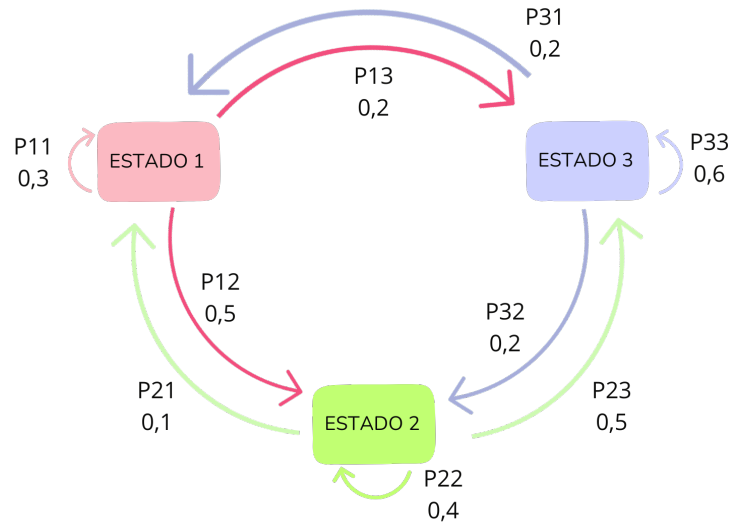 P31
0,2
P13
0,2
P11
0,3
ESTADO 1
ESTADO 3
P33
0,6
P12
0,5
P32
0,2
P21
0,1
P23
0,5
ESTADO 2
P22
0,4